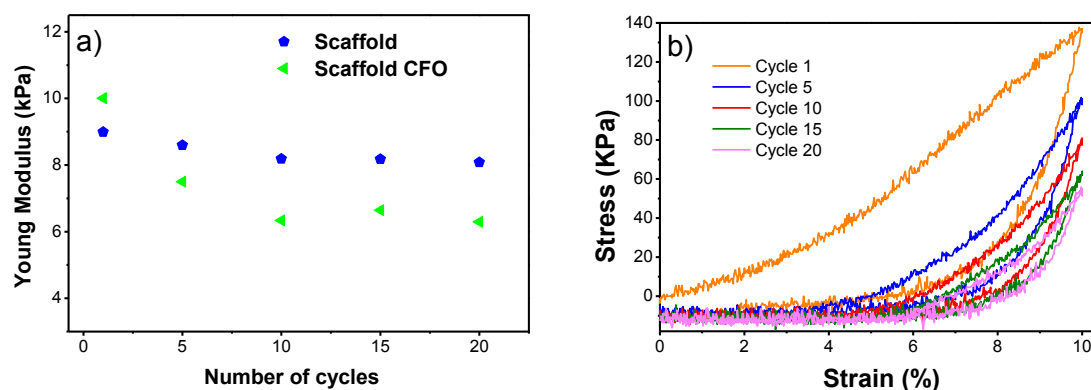 a)
Scaffold
Scaffold CFO
Young Modulus (kPa)
12
10
8
6
4
0
5
10
15
20
Number of cycles
b)
Cycle 1
Cycle 5
Cycle 10
Cycle 15
Cycle 20
Stress (KPa)
140
120
100
80
60
40
20
0
0
2
4
6
8
10
Strain (%)